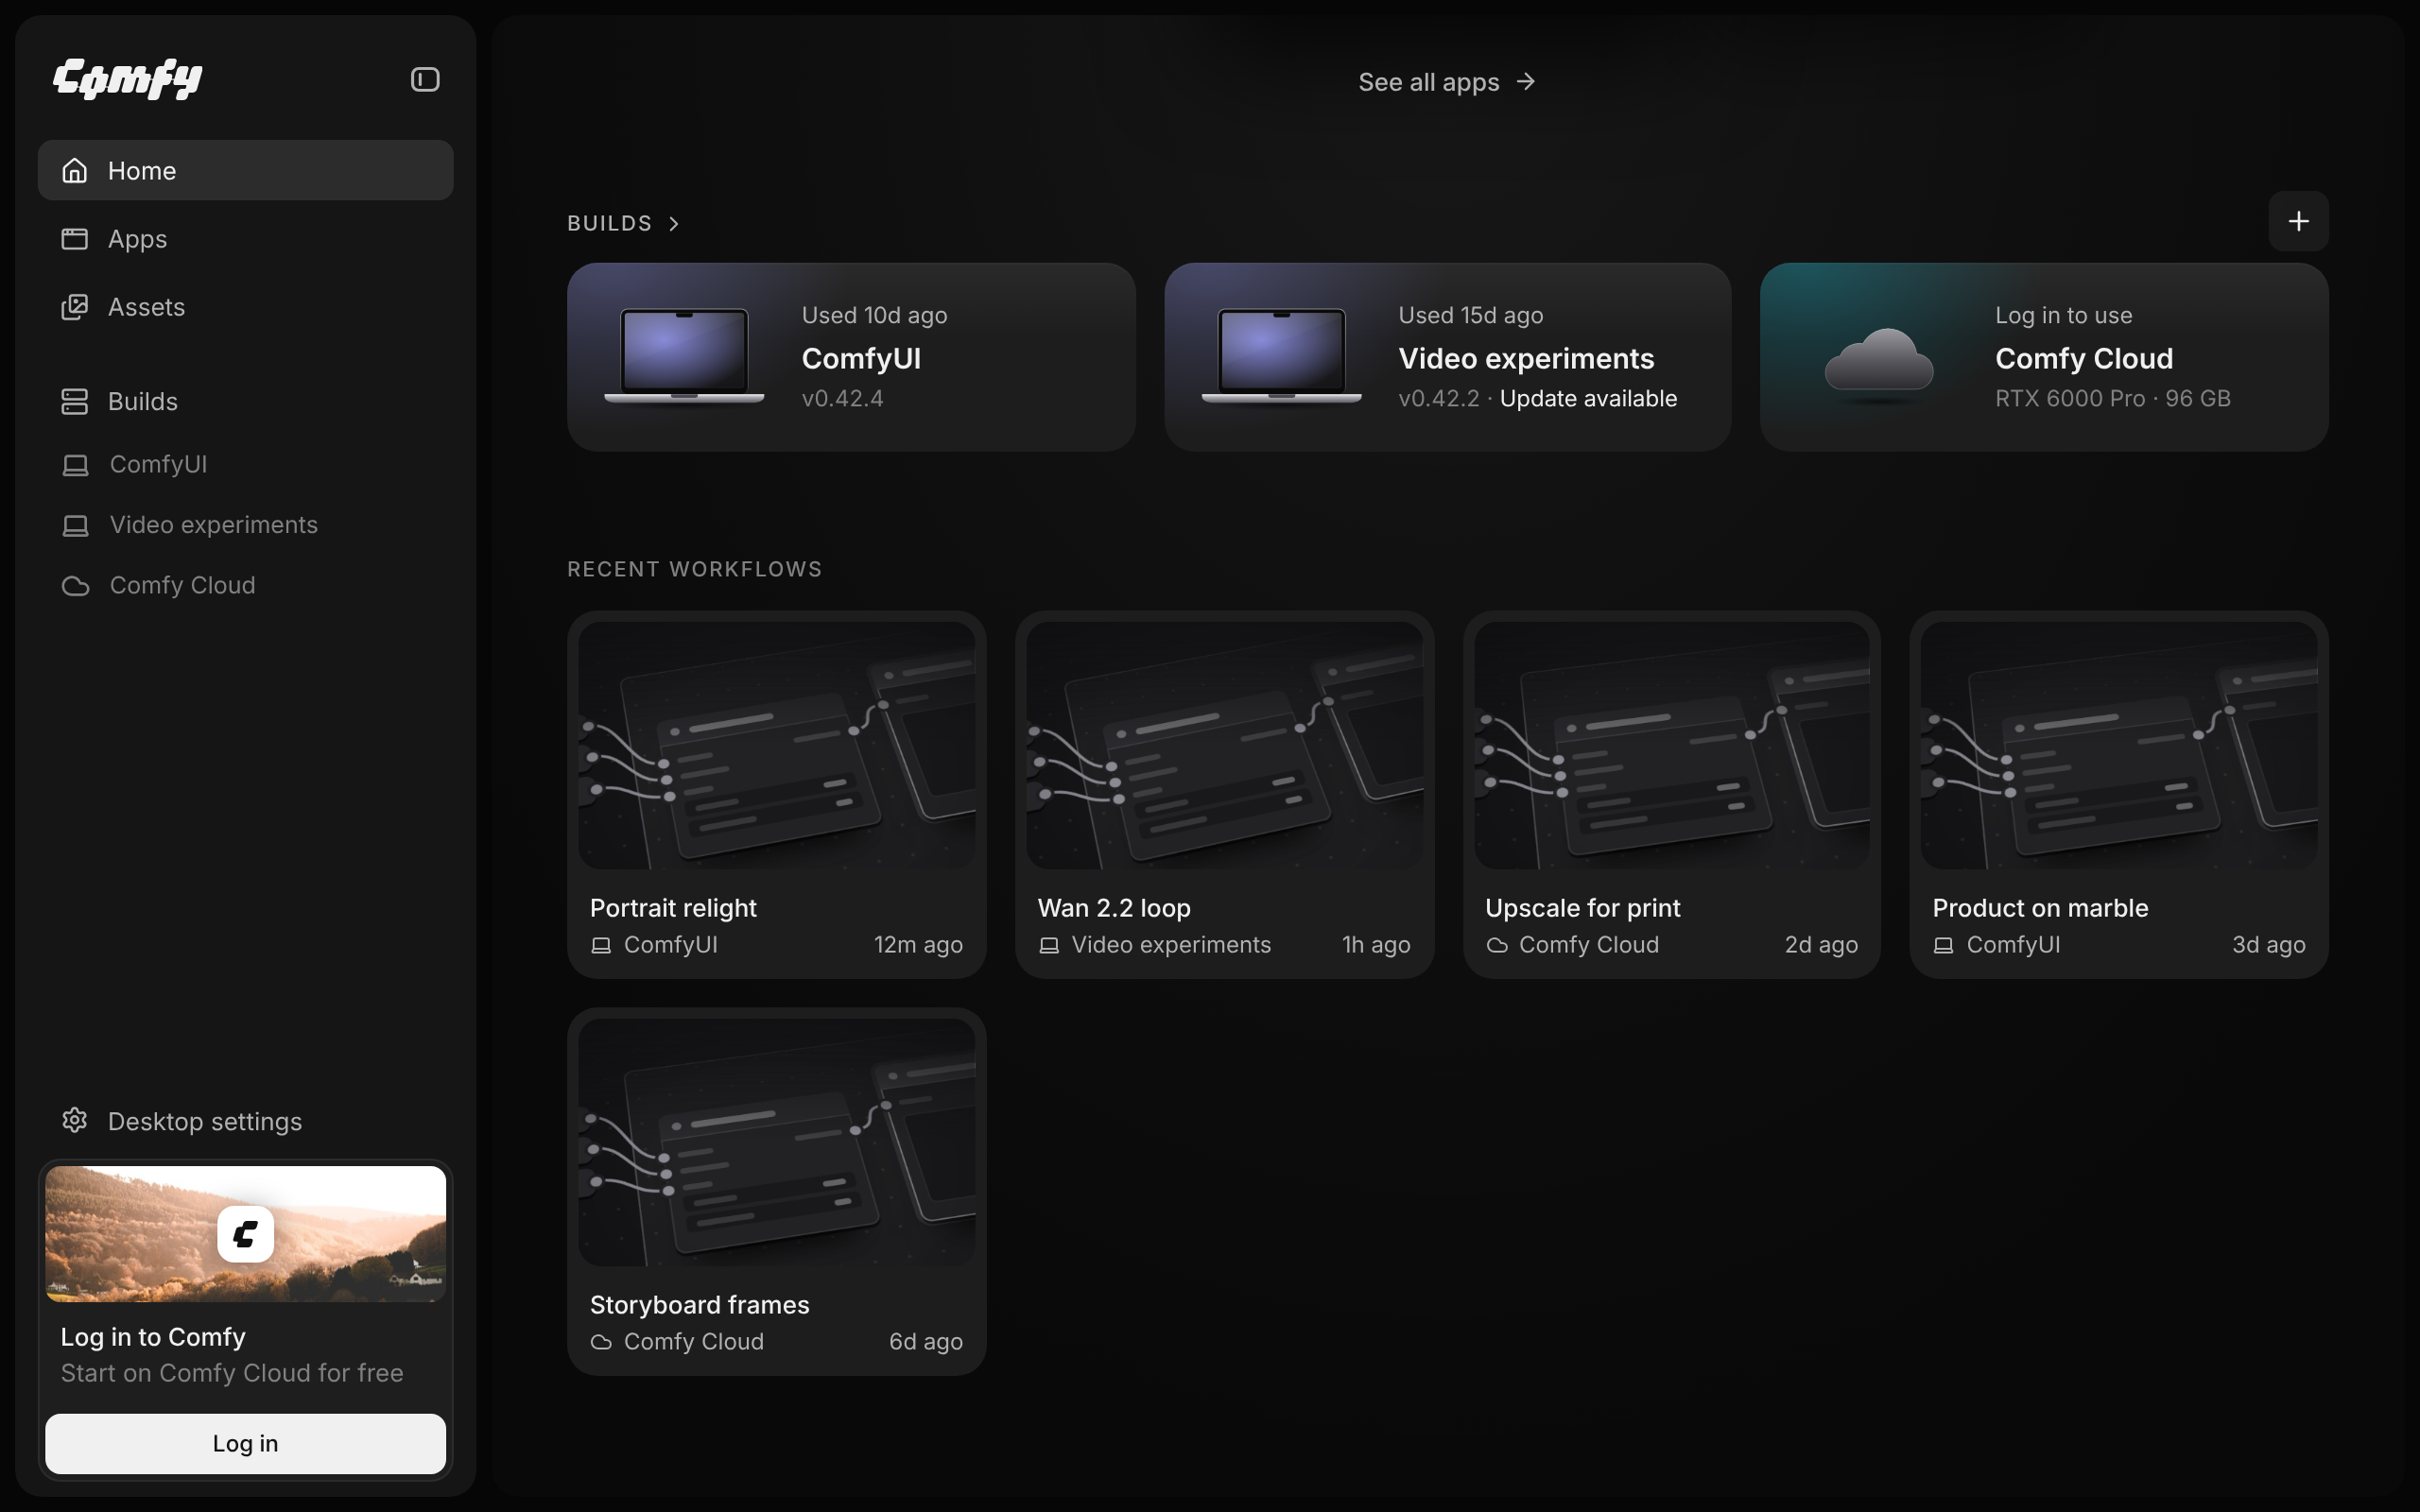 Comfy
Home
Apps
Assets
Builds
ComfyUI
Video experiments
Comfy Cloud
Desktop settings
Log in to Comfy
Start on Comfy Cloud for free
Log in
See all apps
BUILDS
Used 10d ago
ComfyUI
v0.42.4
Used 15d ago
Video experiments
v0.42.2 · Update available
Log in to use
Comfy Cloud
RTX 6000 Pro · 96 GB
RECENT WORKFLOWS
Portrait relight
ComfyUI 12m ago
Wan 2.2 loop
Video experiments 1h ago
Upscale for print
Comfy Cloud 2d ago
Product on marble
ComfyUI 3d ago
Storyboard frames
Comfy Cloud 6d ago